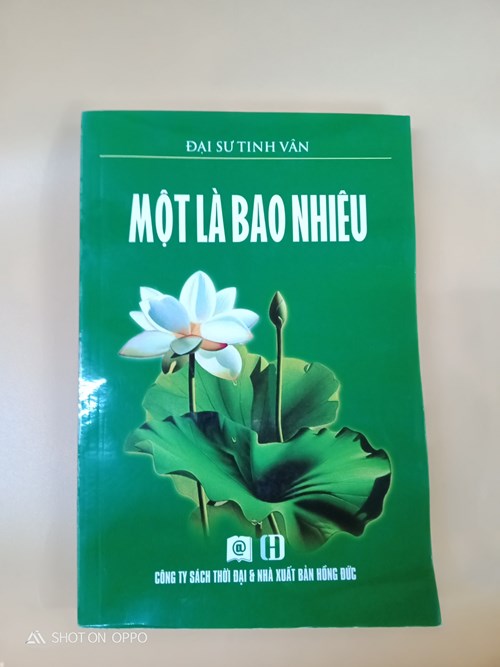 ĐẠI SƯ TINH VÂN
MỘT LÀ BAO NHIÊU
@ H
CÔNG TY SÁCH THỜI ĐẠI & NHÀ XUẤT BẢN HỒNG ĐỨC
SHOT ON OPPO